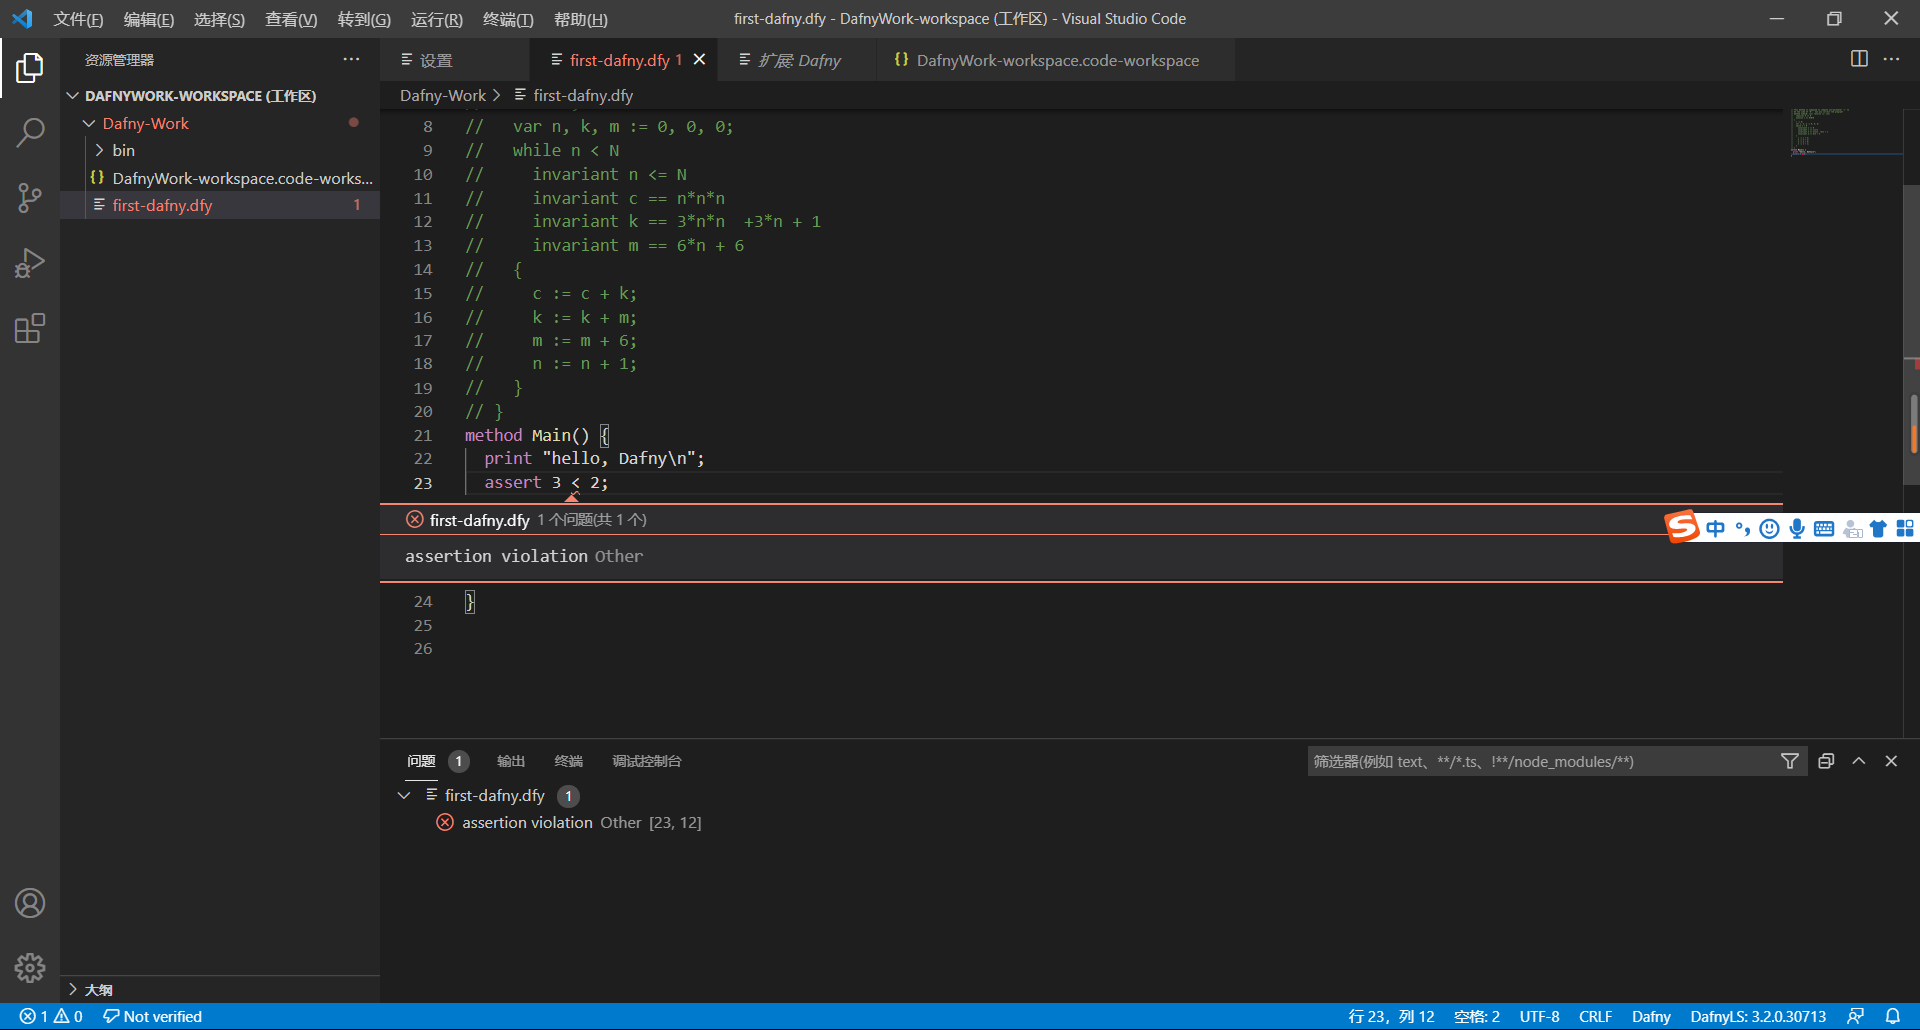 文件(F) 编辑(E) 选择(S) 查看(V) 转到(G) 运行(R) 终端(T) 帮助(H) first-dafny.dfy - DafnyWork-workspace (工作区) - Visual Studio Code
资源管理器
DAFNYWORK-WORKSPACE (工作区)
Dafny-Work
bin
{} DafnyWork-workspace.code-works...
first-dafny.dfy 1
大纲
设置 first-dafny.dfy 1 扩展: Dafny {} DafnyWork-workspace.code-workspace
Dafny-Work > first-dafny.dfy
8 // var n, k, m := 0, 0, 0;
9 // while n < N
10 // invariant n <= N
11 // invariant c == n*n*n
12 // invariant k == 3*n*n +3*n + 1
13 // invariant m == 6*n + 6
14 // {
15 // c := c + k;
16 // k := k + m;
17 // m := m + 6;
18 // n := n + 1;
19 // }
20 // }
21 method Main() {
22 print "hello, Dafny\n";
23 assert 3 < 2;
first-dafny.dfy 1 个问题(共 1 个)
assertion violation Other
24 }
25
26
中
问题 1 输出 终端 调试控制台 筛选器(例如 text、**/*.ts、!**/node_modules/**)
first-dafny.dfy 1
assertion violation Other [23, 12]
1 0 Not verified 行 23，列 12 空格: 2 UTF-8 CRLF Dafny DafnyLS: 3.2.0.30713